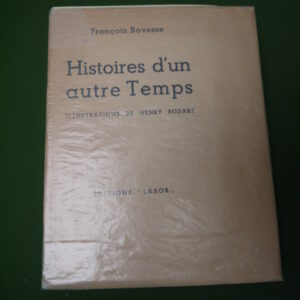 François Bovesse
Histoires d'un
autre Temps
ILLUSTRATIONS DE HENRY BODART
EDITIONS "LABOR"